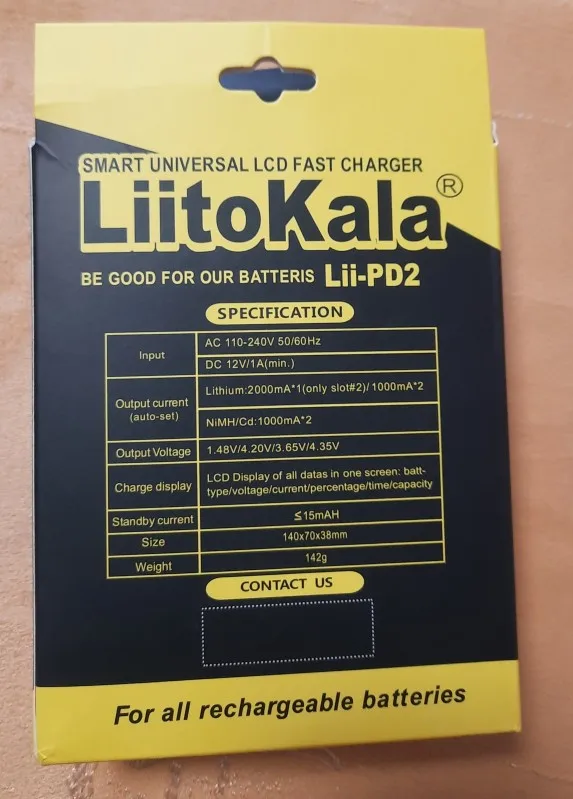 SMART UNIVERSAL LCD FAST CHARGER
LiitoKala®
BE GOOD FOR OUR BATTERIS Lii-PD2
SPECIFICATION
Input
AC 110-240V 50/60Hz
DC 12V/1A(min.)
Output current
(auto-set)
Lithium:2000mA*1(only slot#2)/1000mA*2
NiMH/Cd:1000mA*2
Output Voltage
1.48V/4.20V/3.65V/4.35V
Charge display
LCD Display of all datas in one screen: batt-
type/voltage/current/percentage/time/capacity
Standby current
≦15mAH
Size
140x70x38mm
Weight
142g
CONTACT US
For all rechargeable batteries